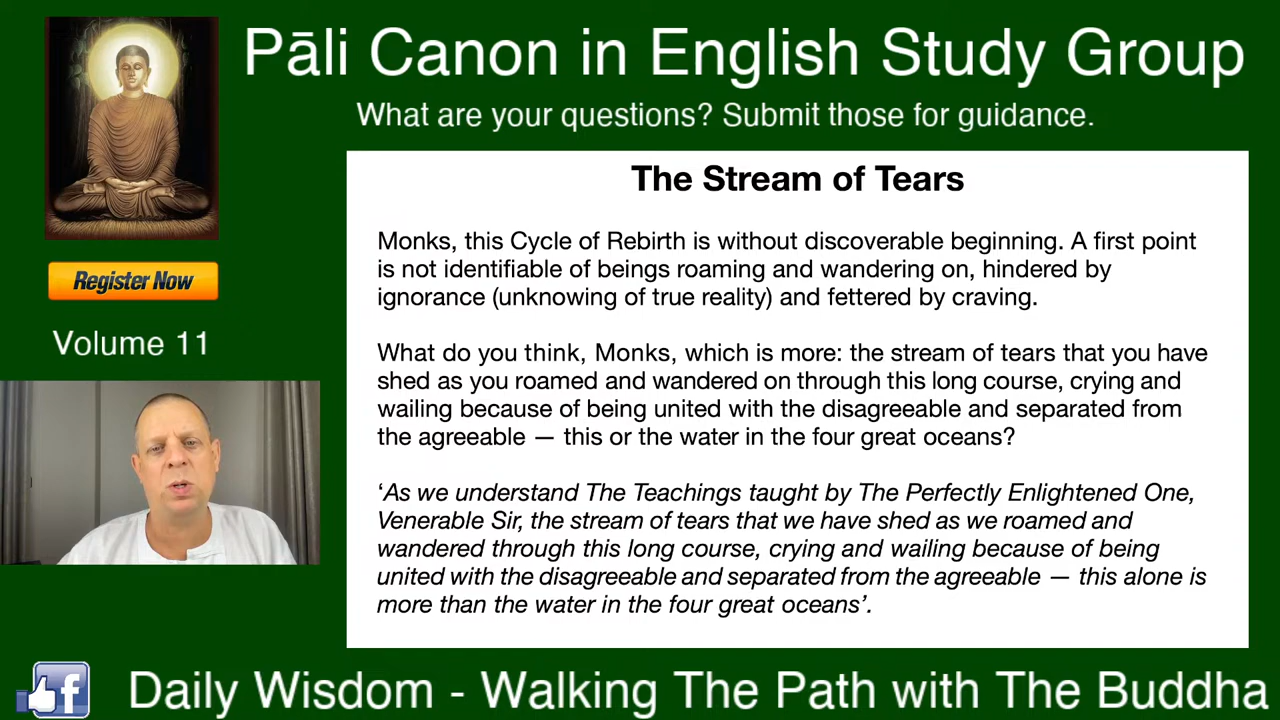 Pāli Canon in English Study Group
What are your questions? Submit those for guidance.
Register Now
Volume 11
The Stream of Tears
Monks, this Cycle of Rebirth is without discoverable beginning. A first point
is not identifiable of beings roaming and wandering on, hindered by
ignorance (unknowing of true reality) and fettered by craving.
What do you think, Monks, which is more: the stream of tears that you have
shed as you roamed and wandered on through this long course, crying and
wailing because of being united with the disagreeable and separated from
the agreeable — this or the water in the four great oceans?
‘As we understand The Teachings taught by The Perfectly Enlightened One,
Venerable Sir, the stream of tears that we have shed as we roamed and
wandered through this long course, crying and wailing because of being
united with the disagreeable and separated from the agreeable — this alone is
more than the water in the four great oceans’.
f
Daily Wisdom - Walking The Path with The Buddha